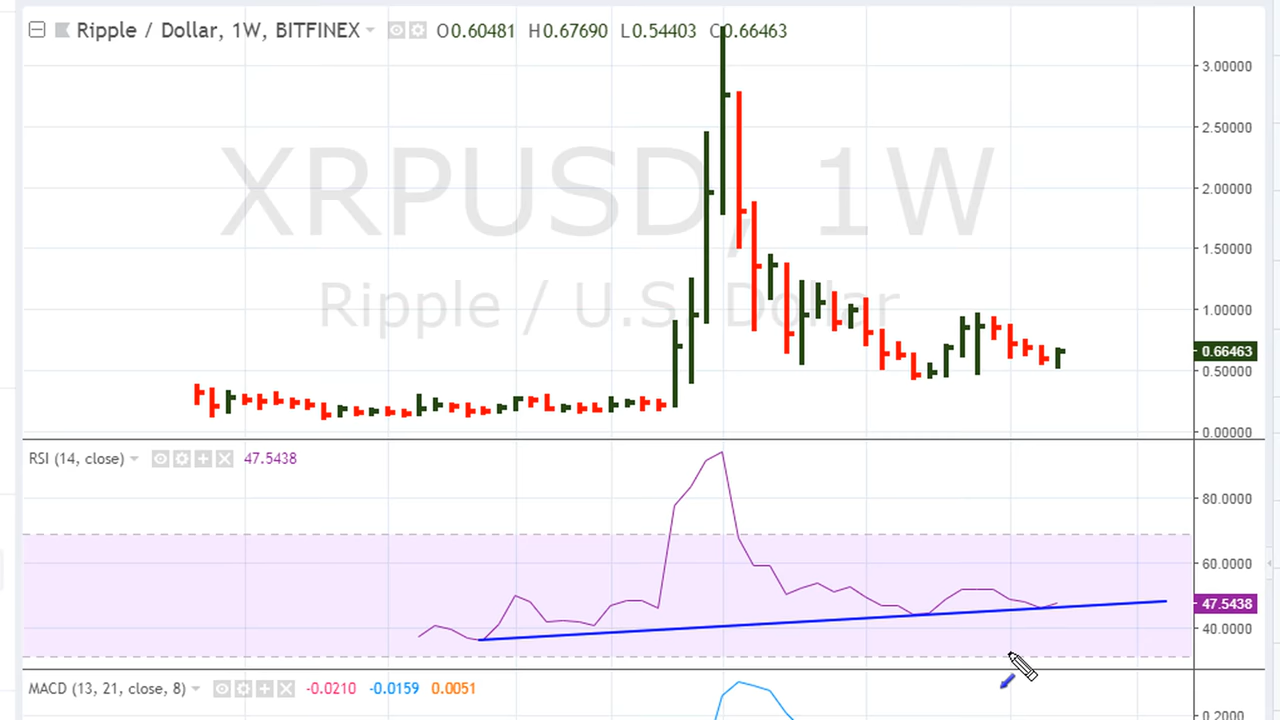 Ripple / Dollar, 1W, BITFINEX O0.60481 H0.67690 L0.54403 C0.66463
3.00000
2.50000
XRPUSD, 1W
2.00000
1.50000
Ripple / U.S. Dollar
1.00000
0.66463
0.50000
0.00000
RSI (14, close) 47.5438
80.0000
60.0000
47.5438
40.0000
MACD (13, 21, close, 8) -0.0210 -0.0159 0.0051
0.2000